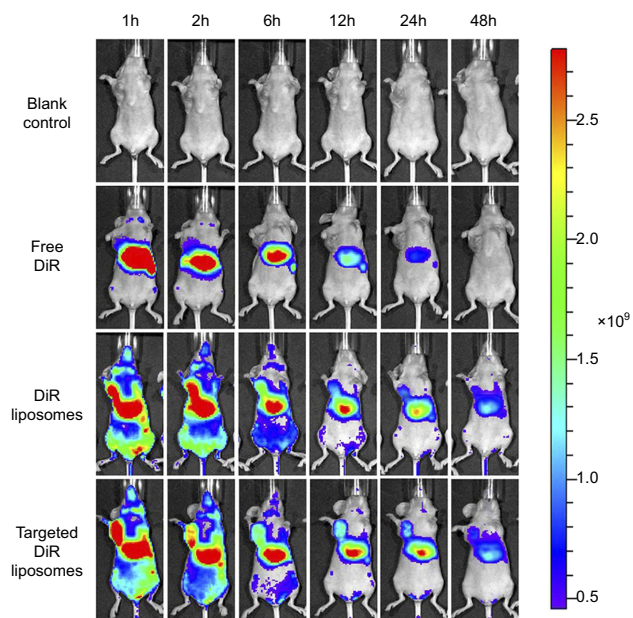 1h 2h 6h 12h 24h 48h
Blank
control
Free
DiR
DiR
liposomes
Targeted
DiR
liposomes
2.5
2.0
×10⁹
1.5
1.0
0.5